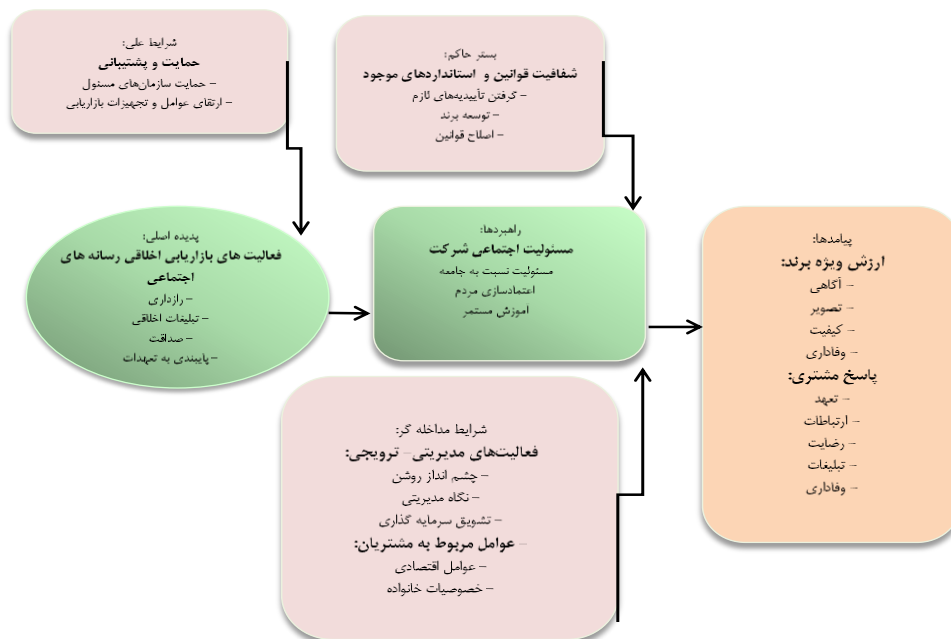 شرایط علی:
حمایت و پشتیبانی
– حمایت سازمان‌های مسئول
– ارتقای عوامل و تجهیزات بازاریابی
بستر حاکم:
شفافیت قوانین و استانداردهای موجود
– گرفتن تأییدیه‌های لازم
– توسعه برند
– اصلاح قوانین
پدیده اصلی:
فعالیت های بازاریابی اخلاقی رسانه های
اجتماعی
– رازداری
– تبلیغات اخلاقی
– صداقت
– پایبندی به تعهدات
راهبردها:
مسئولیت اجتماعی شرکت
مسئولیت نسبت به جامعه
اعتمادسازی مردم
آموزش مستمر
شرایط مداخله گر:
فعالیت‌های مدیریتی– ترویجی:
– چشم انداز روشن
– نگاه مدیریتی
– تشویق سرمایه گذاری
– عوامل مربوط به مشتریان:
– عوامل اقتصادی
– خصوصیات خانواده
پیامدها:
ارزش ویژه برند:
– آگاهی
– تصویر
– کیفیت
– وفاداری
پاسخ مشتری:
– تعهد
– ارتباطات
– رضایت
– تبلیغات
– وفاداری